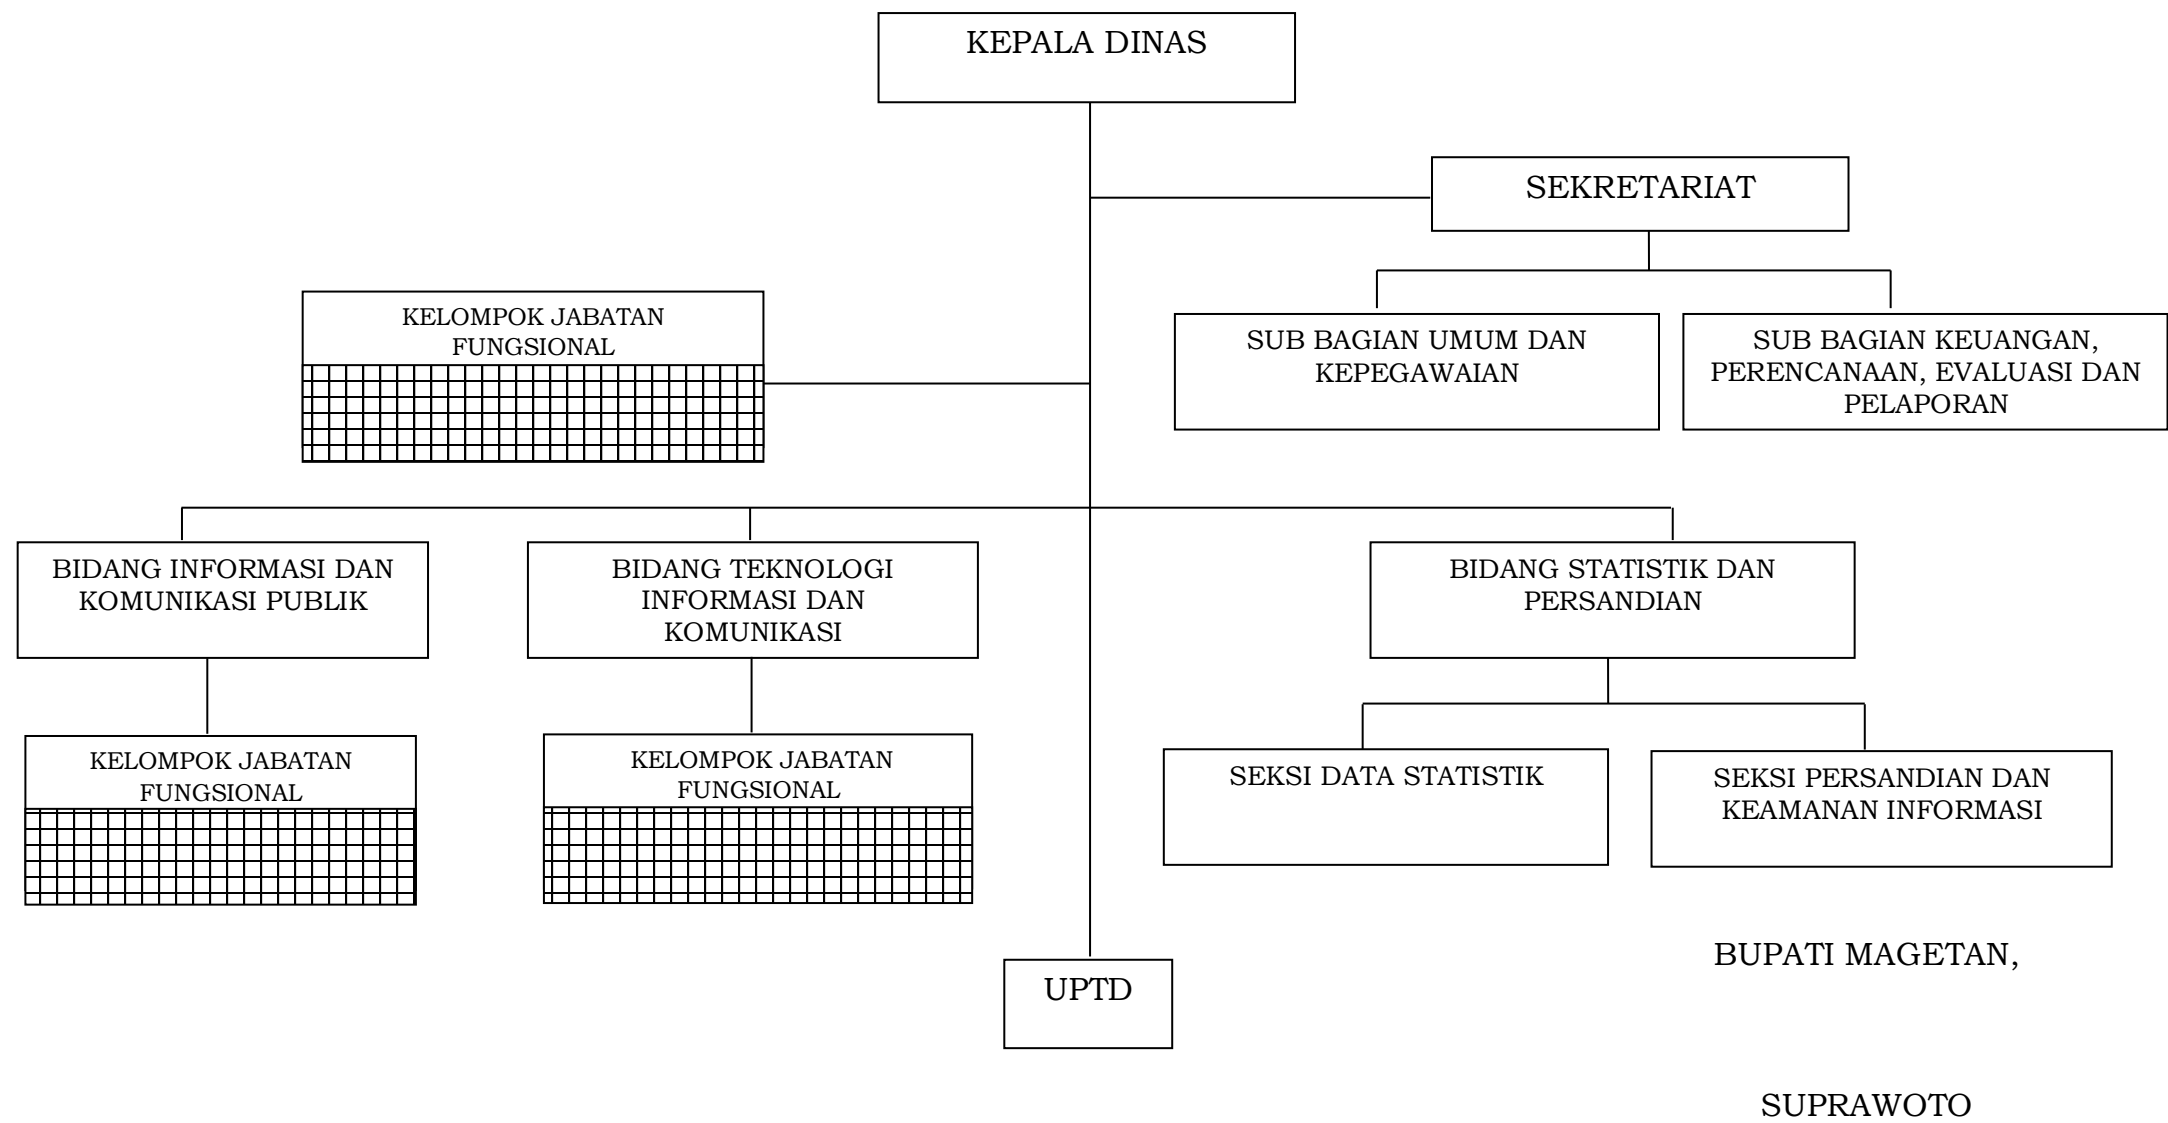 KEPALA DINAS
SEKRETARIAT
KELOMPOK JABATAN
FUNGSIONAL
SUB BAGIAN UMUM DAN
KEPEGAWAIAN
SUB BAGIAN KEUANGAN,
PERENCANAAN, EVALUASI DAN
PELAPORAN
BIDANG INFORMASI DAN
KOMUNIKASI PUBLIK
BIDANG TEKNOLOGI
INFORMASI DAN
KOMUNIKASI
BIDANG STATISTIK DAN
PERSANDIAN
KELOMPOK JABATAN
FUNGSIONAL
KELOMPOK JABATAN
FUNGSIONAL
SEKSI DATA STATISTIK
SEKSI PERSANDIAN DAN
KEAMANAN INFORMASI
UPTD
BUPATI MAGETAN,
SUPRAWOTO